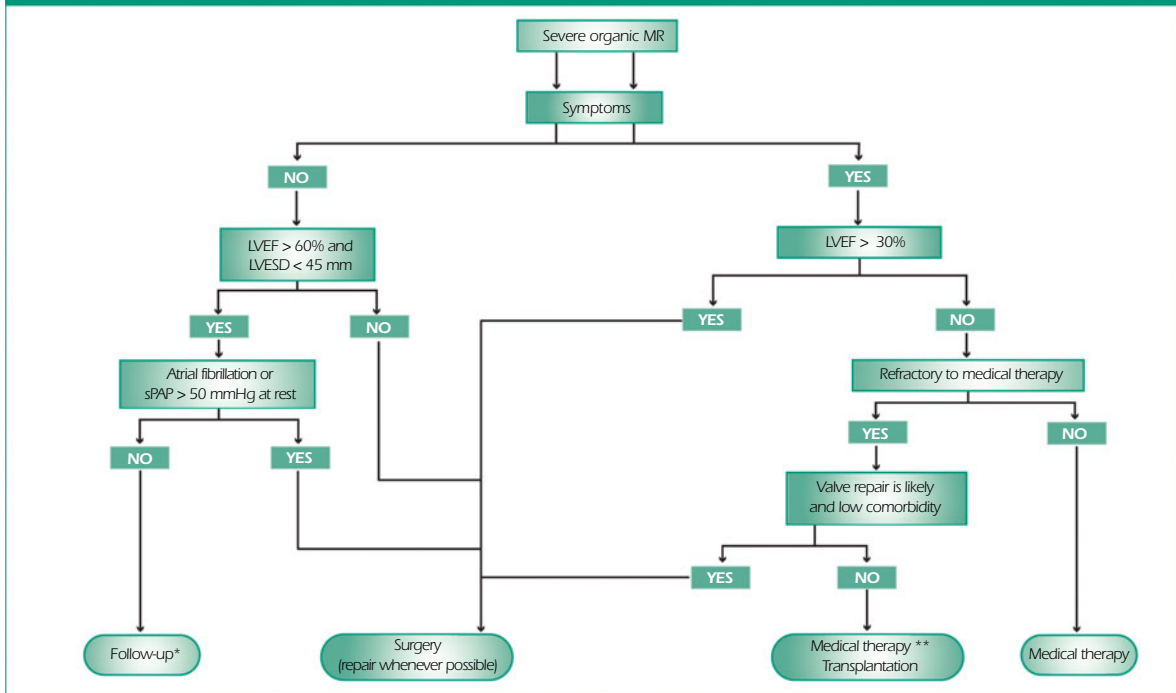 Severe organic MR
Symptoms
NO
YES
LVEF > 60% and
LVESD < 45 mm
LVEF > 30%
YES
NO
YES
NO
Atrial fibrillation or
sPAP > 50 mmHg at rest
Refractory to medical therapy
NO
YES
YES
NO
Valve repair is likely
and low comorbidity
YES
NO
Follow-up*
Surgery
(repair whenever possible)
Medical therapy **
Transplantation
Medical therapy